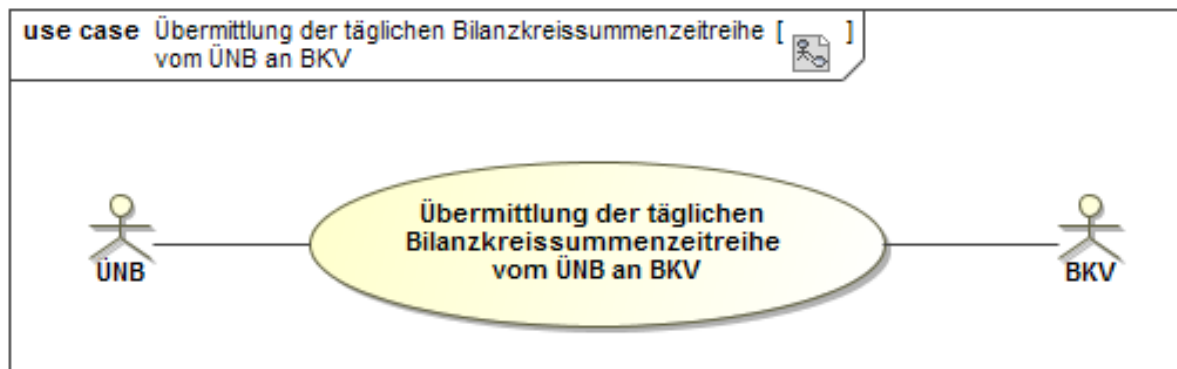 use case Übermittlung der täglichen Bilanzkreissummenzeitreihe [ ]
vom ÜNB an BKV
Übermittlung der täglichen
Bilanzkreissummenzeitreihe
vom ÜNB an BKV
ÜNB
BKV